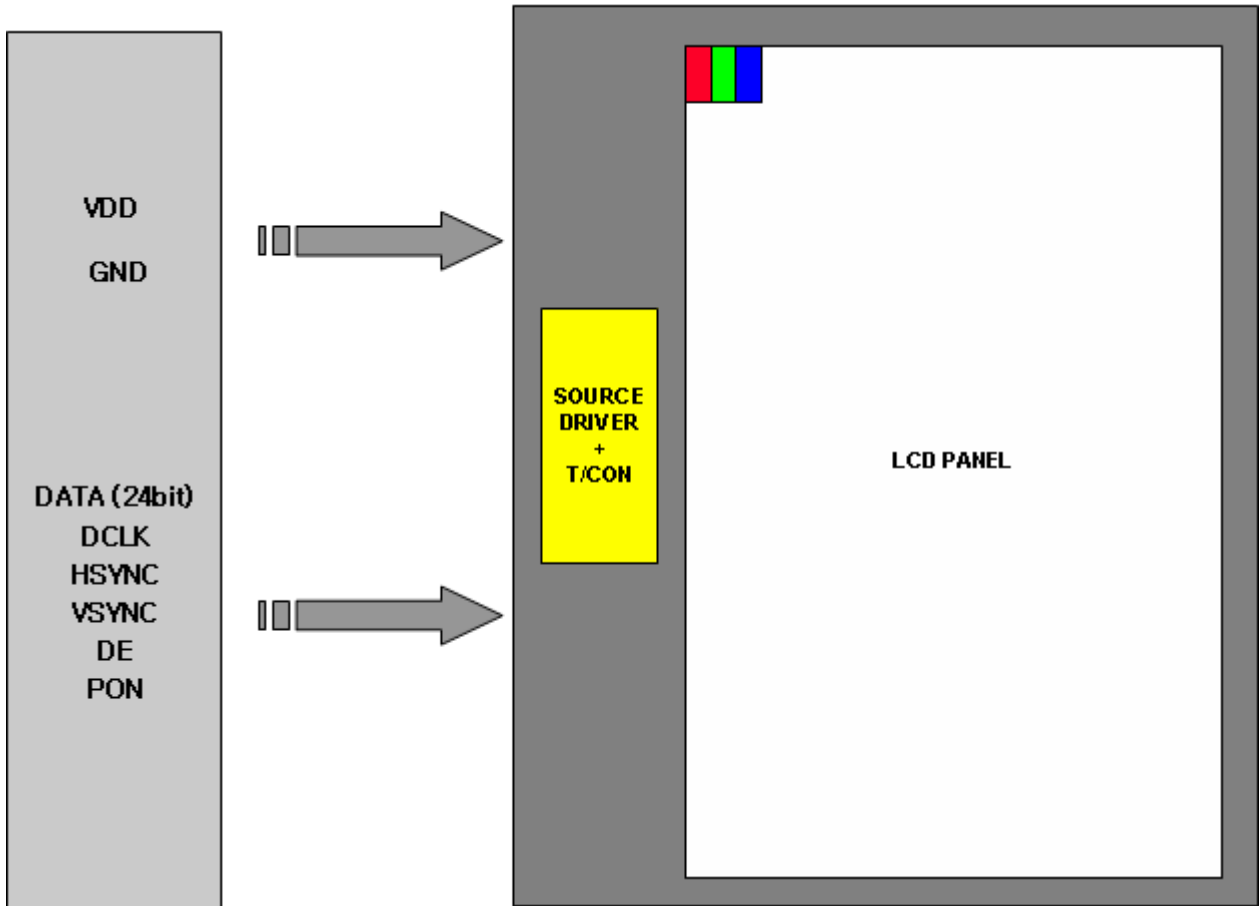 VDD
GND
DATA (24bit)
DCLK
HSYNC
VSYNC
DE
PON
SOURCE
DRIVER
+
T/CON
LCD PANEL